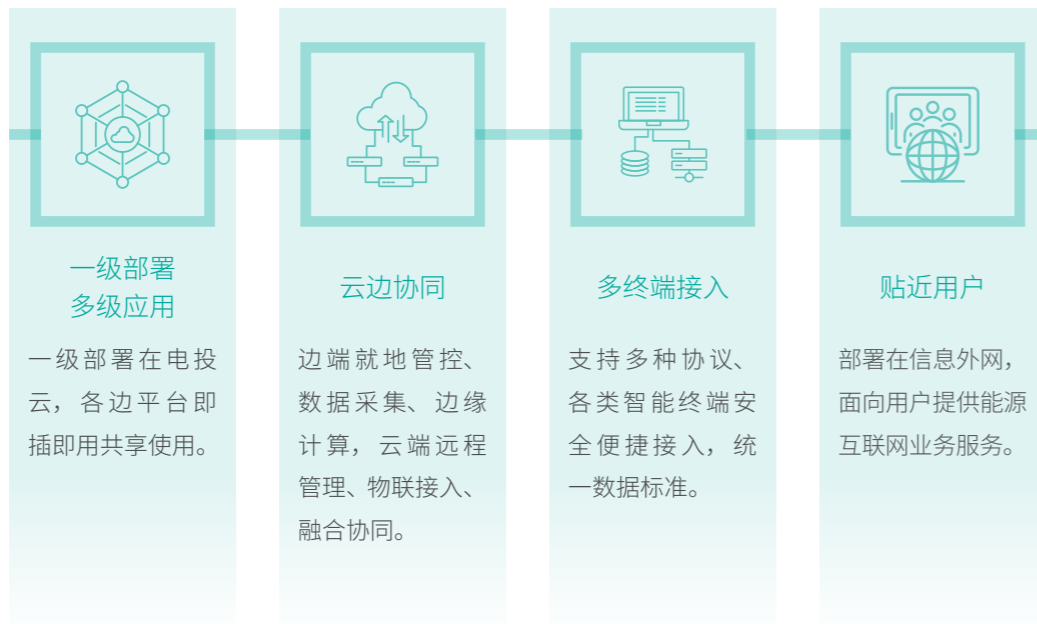 一级部署
多级应用
一级部署在电投
云，各边平台即
插即用共享使用。
云边协同
边端就地管控、
数据采集、边缘
计算，云端远程
管理、物联接入、
融合协同。
多终端接入
支持多种协议、
各类智能终端安
全便捷接入，统
一数据标准。
贴近用户
部署在信息外网，
面向用户提供能源
互联网业务服务。